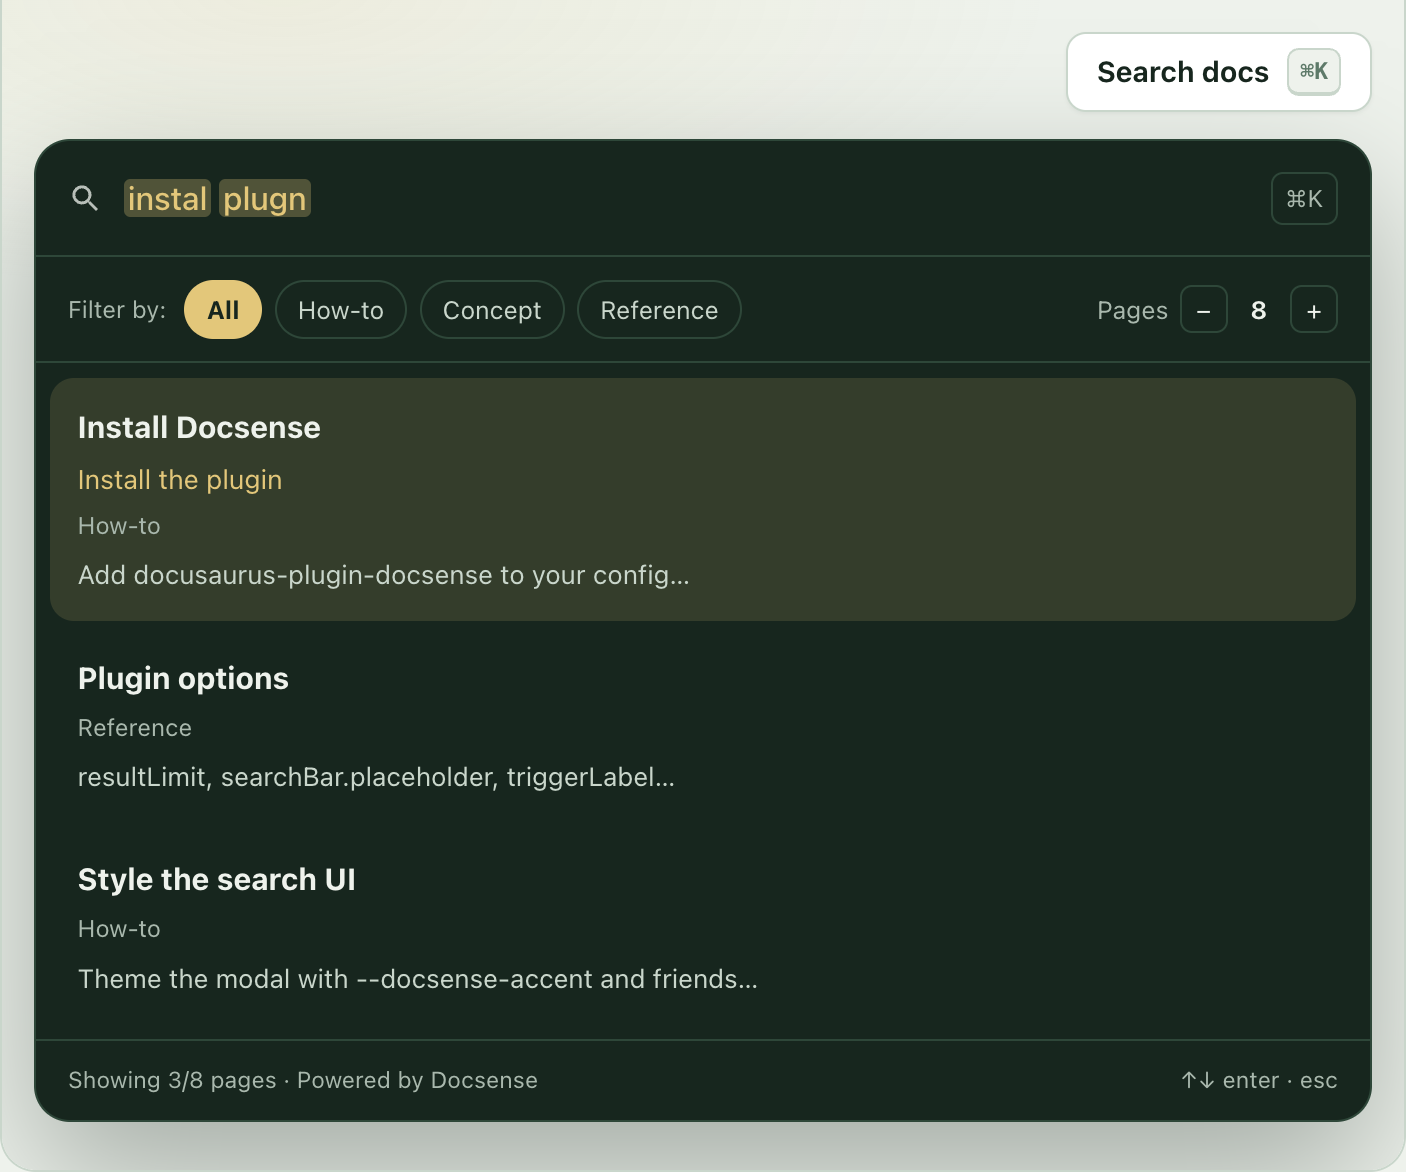 Search docs ⌘K
instal plugn ⌘K
Filter by: All How-to Concept Reference Pages − 8 +
Install Docsense
Install the plugin
How-to
Add docusaurus-plugin-docsense to your config…
Plugin options
Reference
resultLimit, searchBar.placeholder, triggerLabel…
Style the search UI
How-to
Theme the modal with --docsense-accent and friends…
Showing 3/8 pages · Powered by Docsense ↑↓ enter · esc